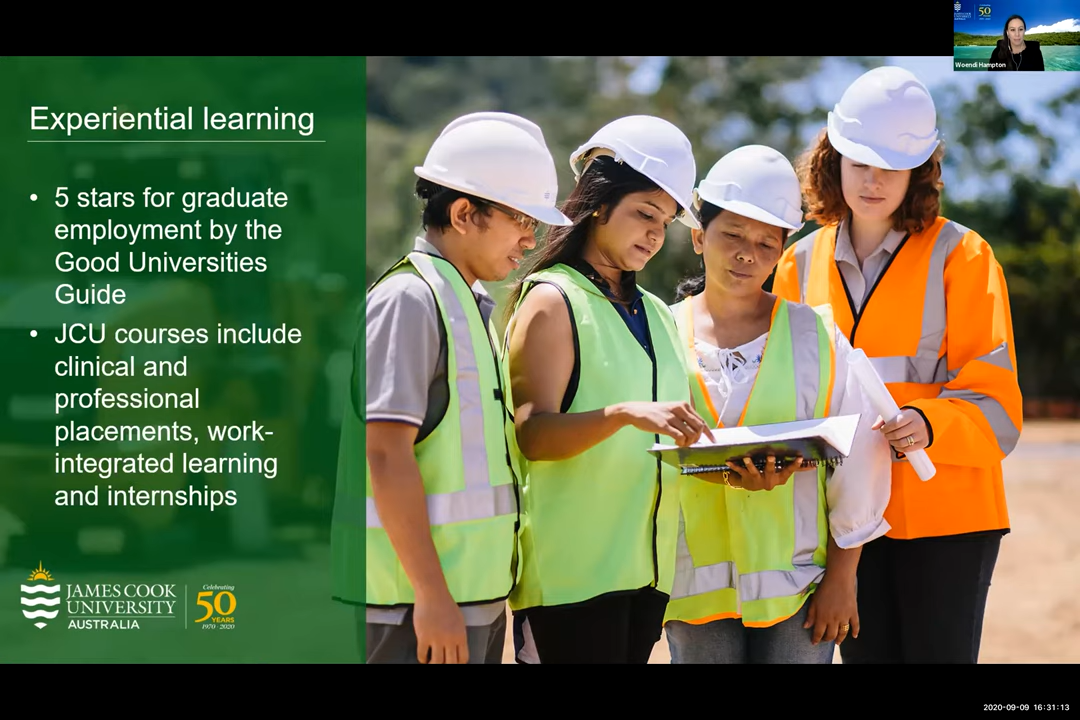 50
Woendi Hampton
Experiential learning
• 5 stars for graduate
employment by the
Good Universities
Guide
• JCU courses include
clinical and
professional
placements, work-
integrated learning
and internships
JAMES COOK
UNIVERSITY
AUSTRALIA
Celebrating
50
YEARS
1970 - 2020
2020-09-09 16:31:13